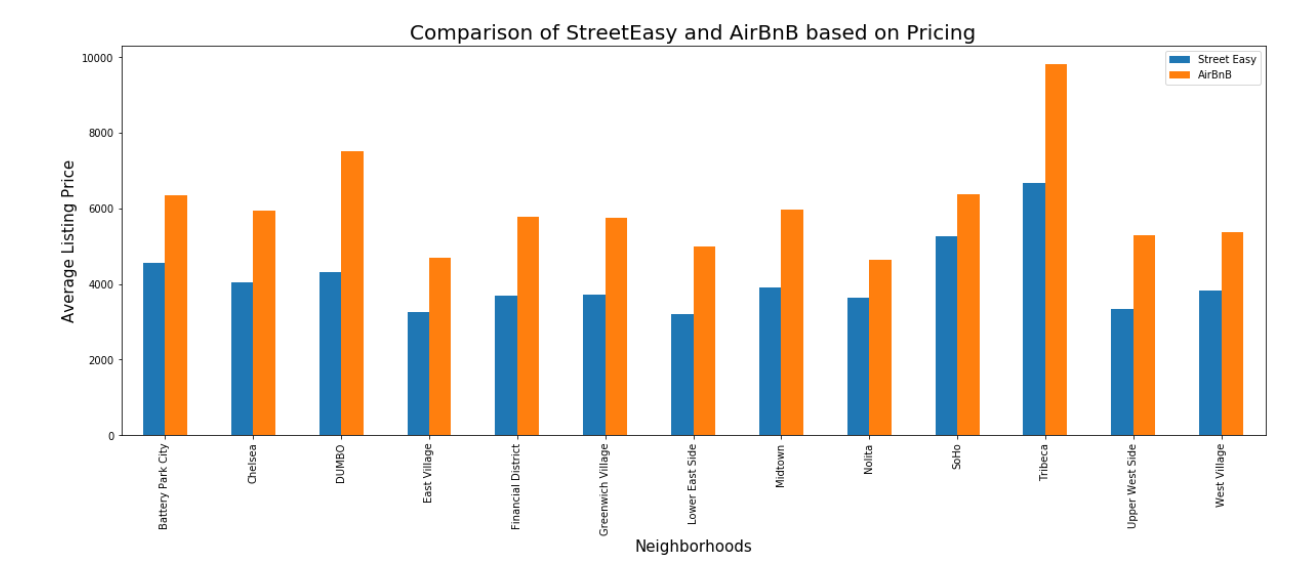 Comparison of StreetEasy and AirBnB based on Pricing
Street Easy
AirBnB
Average Listing Price
10000
8000
6000
4000
2000
0
Battery Park City
Chelsea
DUMBO
East Village
Financial District
Greenwich Village
Lower East Side
Midtown
Nolita
SoHo
Tribeca
Upper West Side
West Village
Neighborhoods